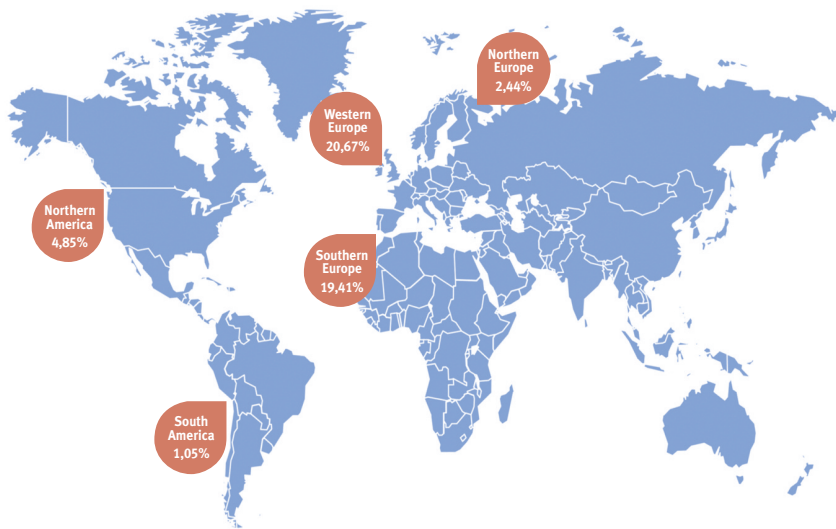 Northern
Europe
2,44%
Western
Europe
20,67%
Northern
America
4,85%
Southern
Europe
19,41%
South
America
1,05%